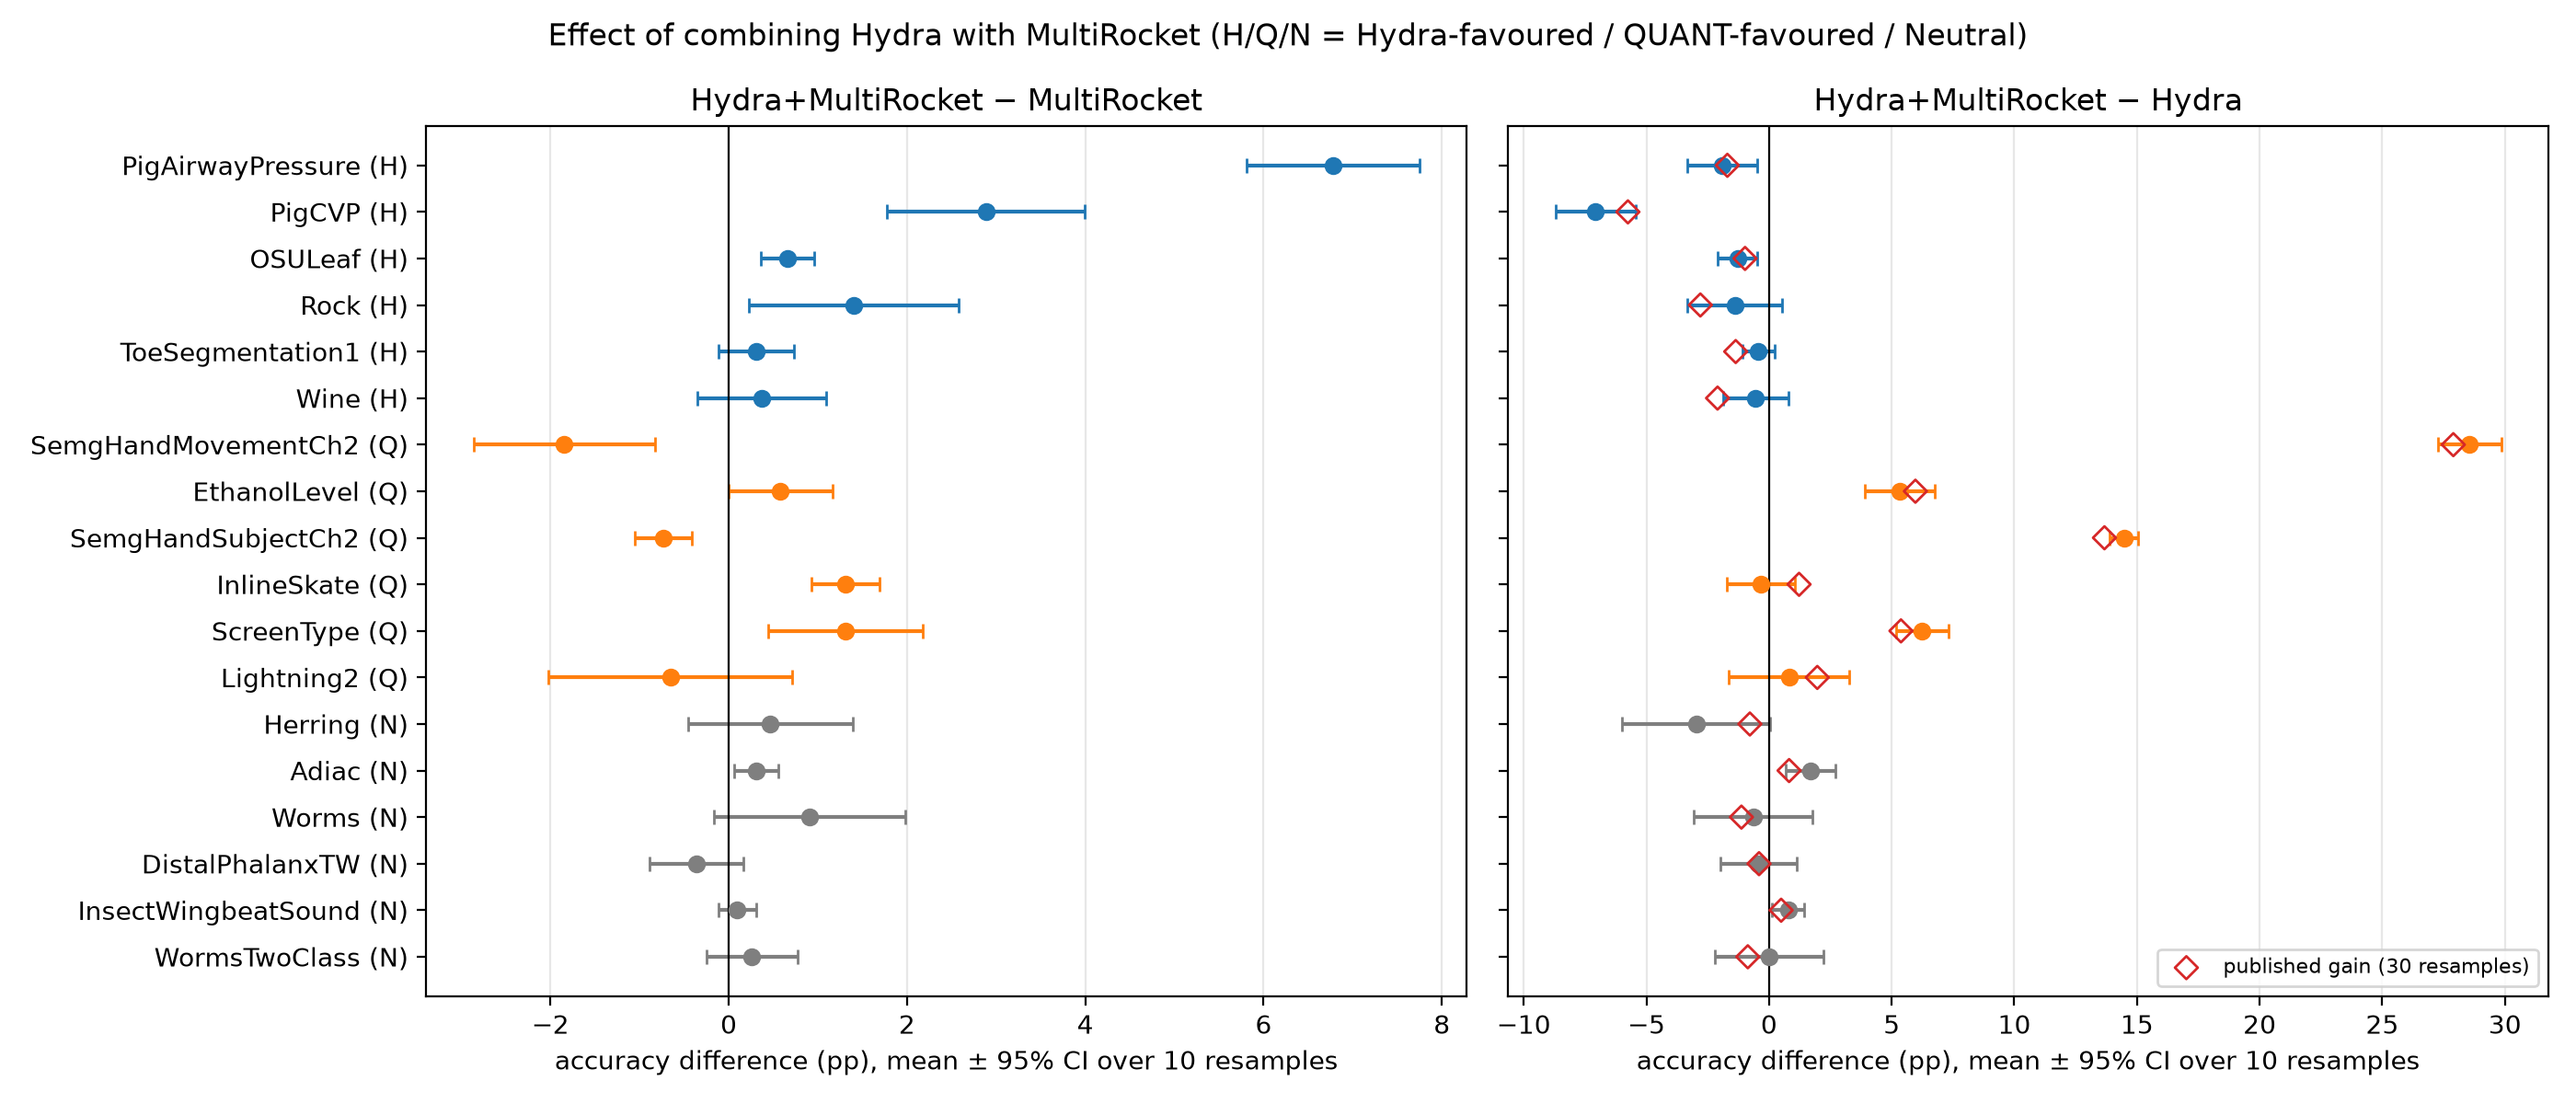 Effect of combining Hydra with MultiRocket (H/Q/N = Hydra-favoured / QUANT-favoured / Neutral)
Hydra+MultiRocket − MultiRocket
Hydra+MultiRocket − Hydra
PigAirwayPressure (H)
PigCVP (H)
OSULeaf (H)
Rock (H)
ToeSegmentation1 (H)
Wine (H)
SemgHandMovementCh2 (Q)
EthanolLevel (Q)
SemgHandSubjectCh2 (Q)
InlineSkate (Q)
ScreenType (Q)
Lightning2 (Q)
Herring (N)
Adiac (N)
Worms (N)
DistalPhalanxTW (N)
InsectWingbeatSound (N)
WormsTwoClass (N)
published gain (30 resamples)
−2 0 2 4 6 8
−10 −5 0 5 10 15 20 25 30
accuracy difference (pp), mean ± 95% CI over 10 resamples
accuracy difference (pp), mean ± 95% CI over 10 resamples